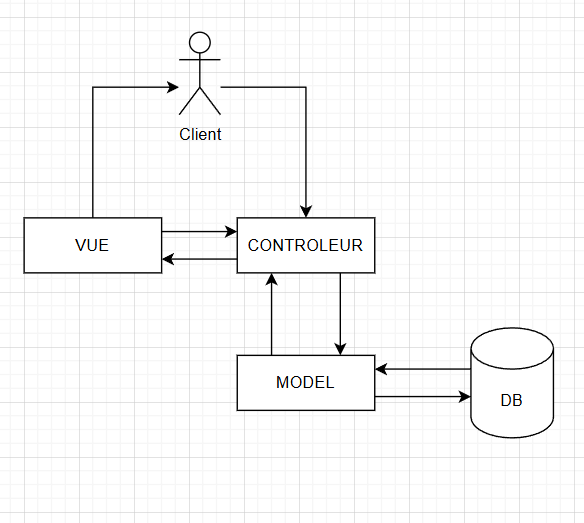 Client
VUE
CONTROLEUR
MODEL
DB